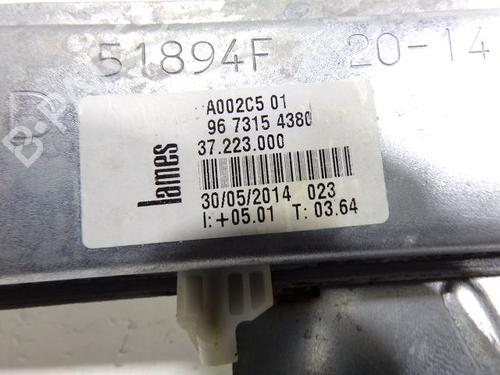 51894F 20-14
A002C5 01
96 7315 4380
37.223.000
lames
30/05/2014 023
I:+05.01 T: 03.64